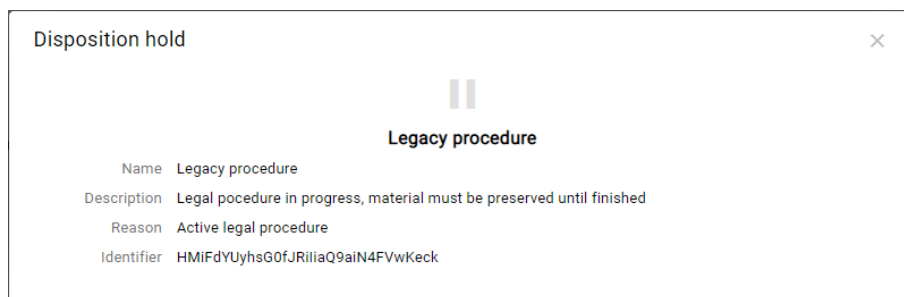 Disposition hold
Legacy procedure
Name Legacy procedure
Description Legal pocedure in progress, material must be preserved until finished
Reason Active legal procedure
Identifier HMiFdYUyhsG0fJRiIiaQ9aiN4FVwKeck